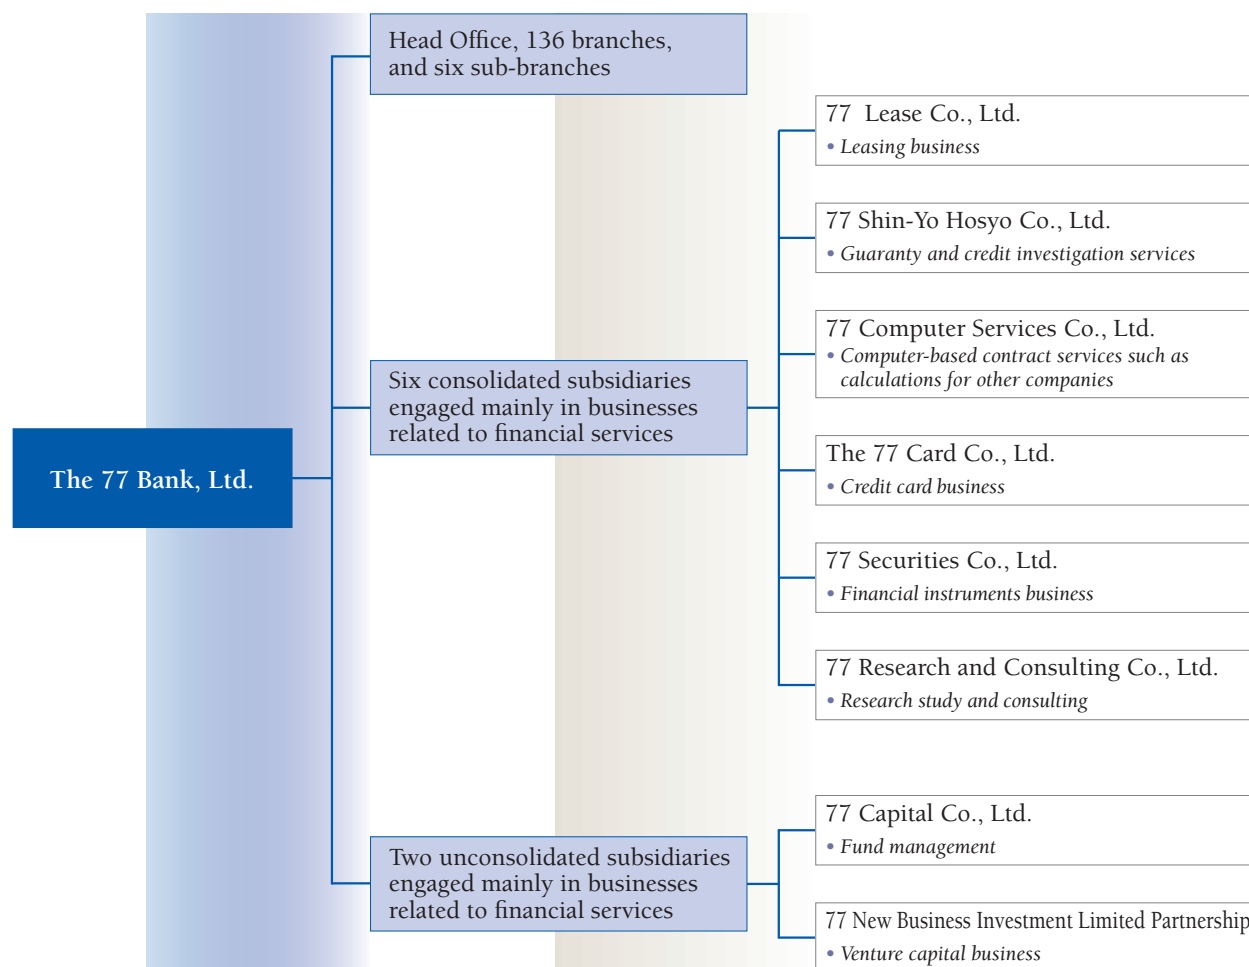 Head Office, 136 branches,
and six sub-branches
77 Lease Co., Ltd.
• Leasing business
77 Shin-Yo Hosyo Co., Ltd.
• Guaranty and credit investigation services
77 Computer Services Co., Ltd.
• Computer-based contract services such as
calculations for other companies
Six consolidated subsidiaries
engaged mainly in businesses
related to financial services
The 77 Bank, Ltd.
The 77 Card Co., Ltd.
• Credit card business
77 Securities Co., Ltd.
• Financial instruments business
77 Research and Consulting Co., Ltd.
• Research study and consulting
77 Capital Co., Ltd.
• Fund management
Two unconsolidated subsidiaries
engaged mainly in businesses
related to financial services
77 New Business Investment Limited Partnership
• Venture capital business